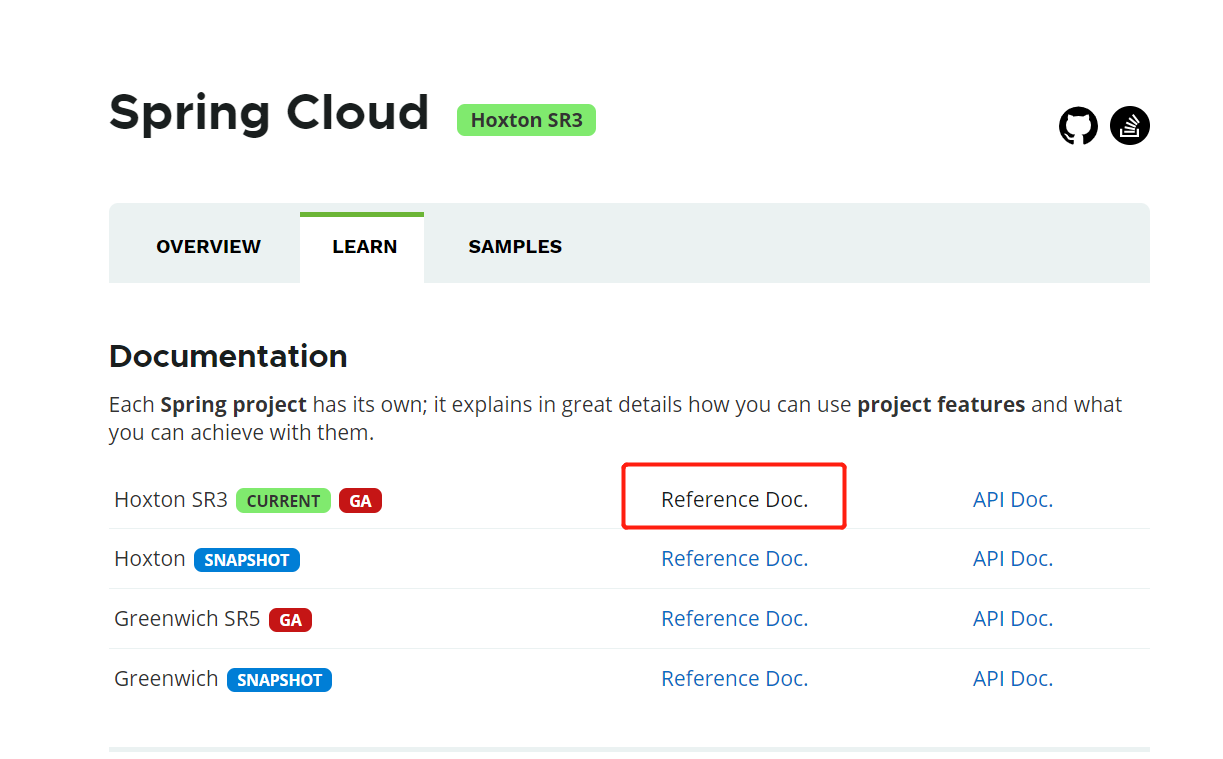 Spring Cloud Hoxton SR3
OVERVIEW LEARN SAMPLES
Documentation
Each Spring project has its own; it explains in great details how you can use project features and what
you can achieve with them.
Hoxton SR3 CURRENT GA Reference Doc. API Doc.
Hoxton SNAPSHOT Reference Doc. API Doc.
Greenwich SR5 GA Reference Doc. API Doc.
Greenwich SNAPSHOT Reference Doc. API Doc.